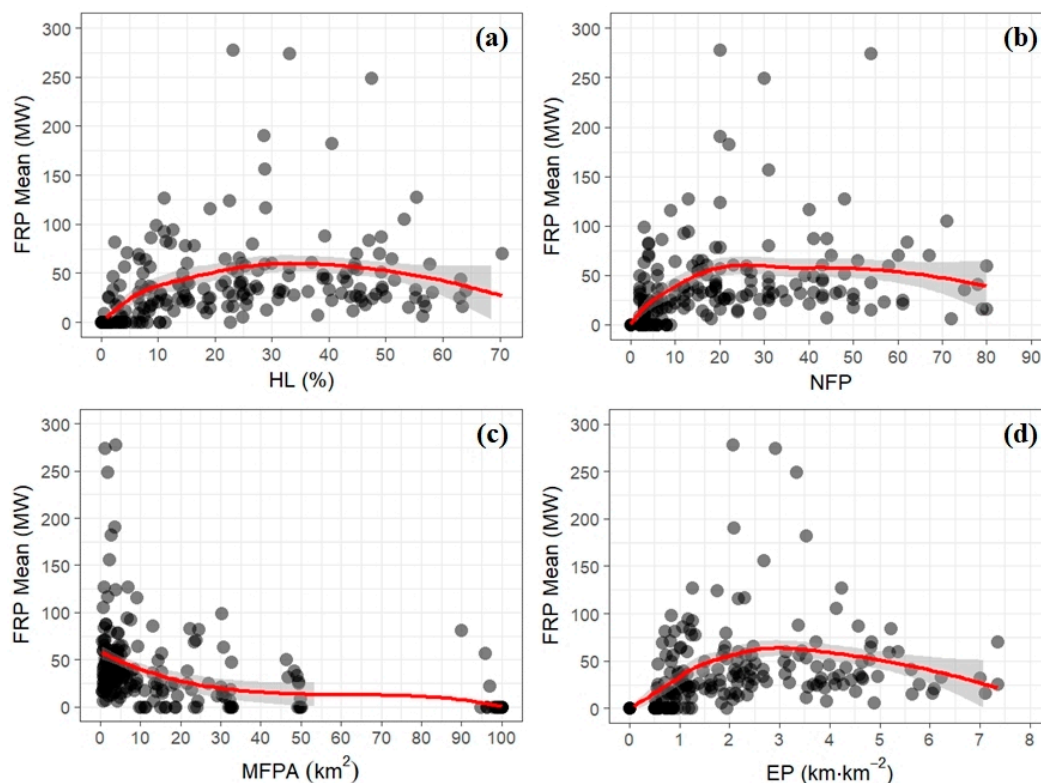 (a)
FRP Mean (MW)
300
250
200
150
100
50
0
0 10 20 30 40 50 60 70
HL (%)
(b)
FRP Mean (MW)
300
250
200
150
100
50
0
0 10 20 30 40 50 60 70 80 90
NFP
(c)
FRP Mean (MW)
300
250
200
150
100
50
0
0 10 20 30 40 50 60 70 80 90 100
MFPA (km²)
(d)
FRP Mean (MW)
300
250
200
150
100
50
0
0 1 2 3 4 5 6 7 8
EP (km·km⁻²)